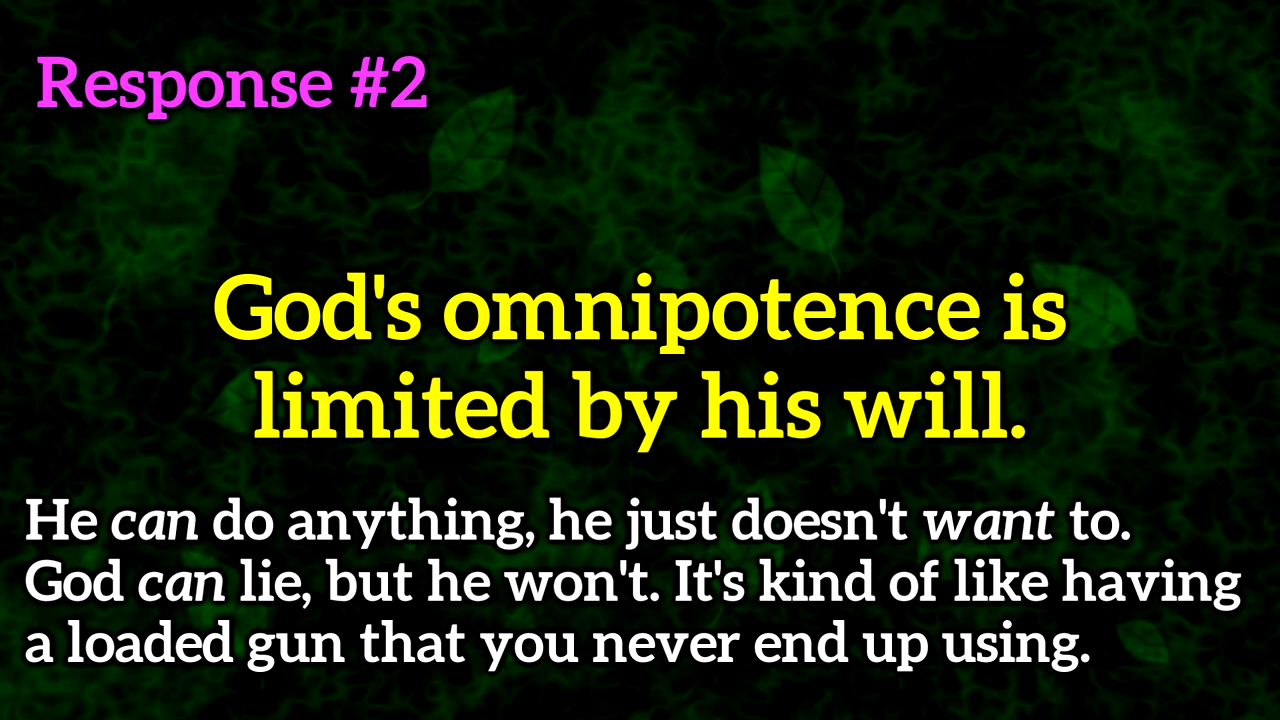 Response #2
God's omnipotence is
limited by his will.
He can do anything, he just doesn't want to.
God can lie, but he won't. It's kind of like having
a loaded gun that you never end up using.